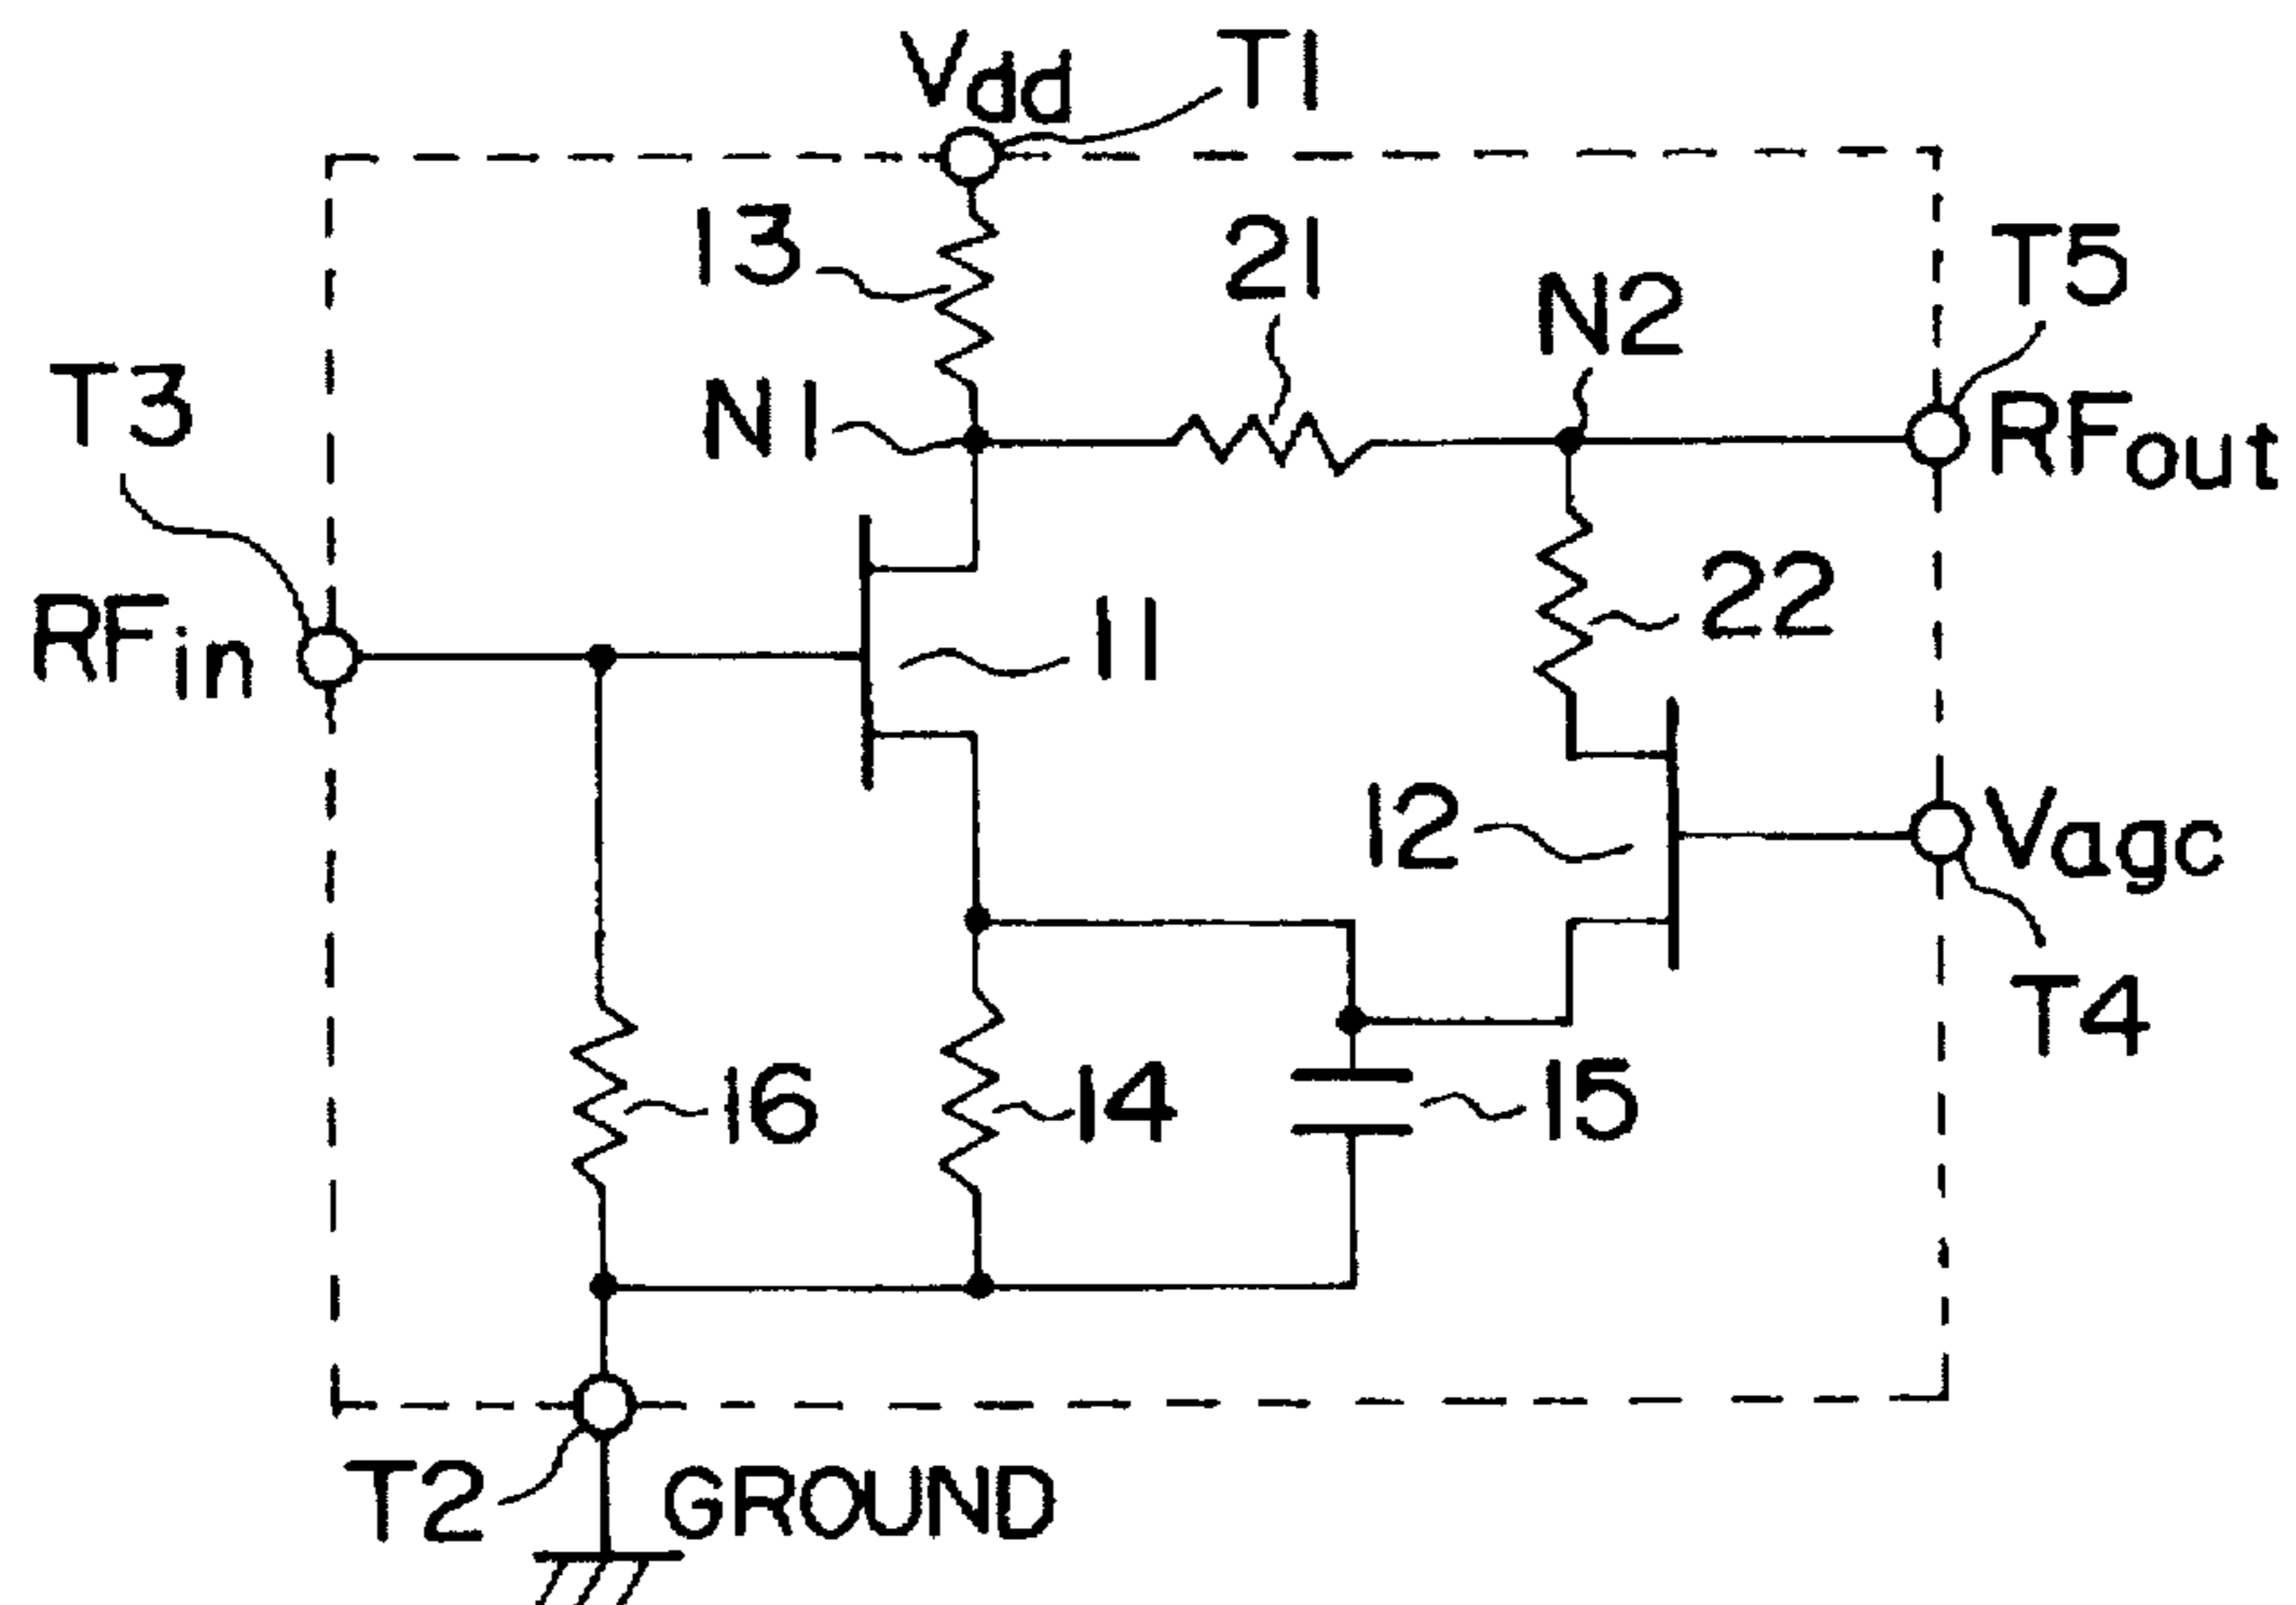 Vdd T1
13 21 N2 T5
T3 N1 RFout
RFin 11 22
12 Vagc
T4
16 14 15
T2 GROUND